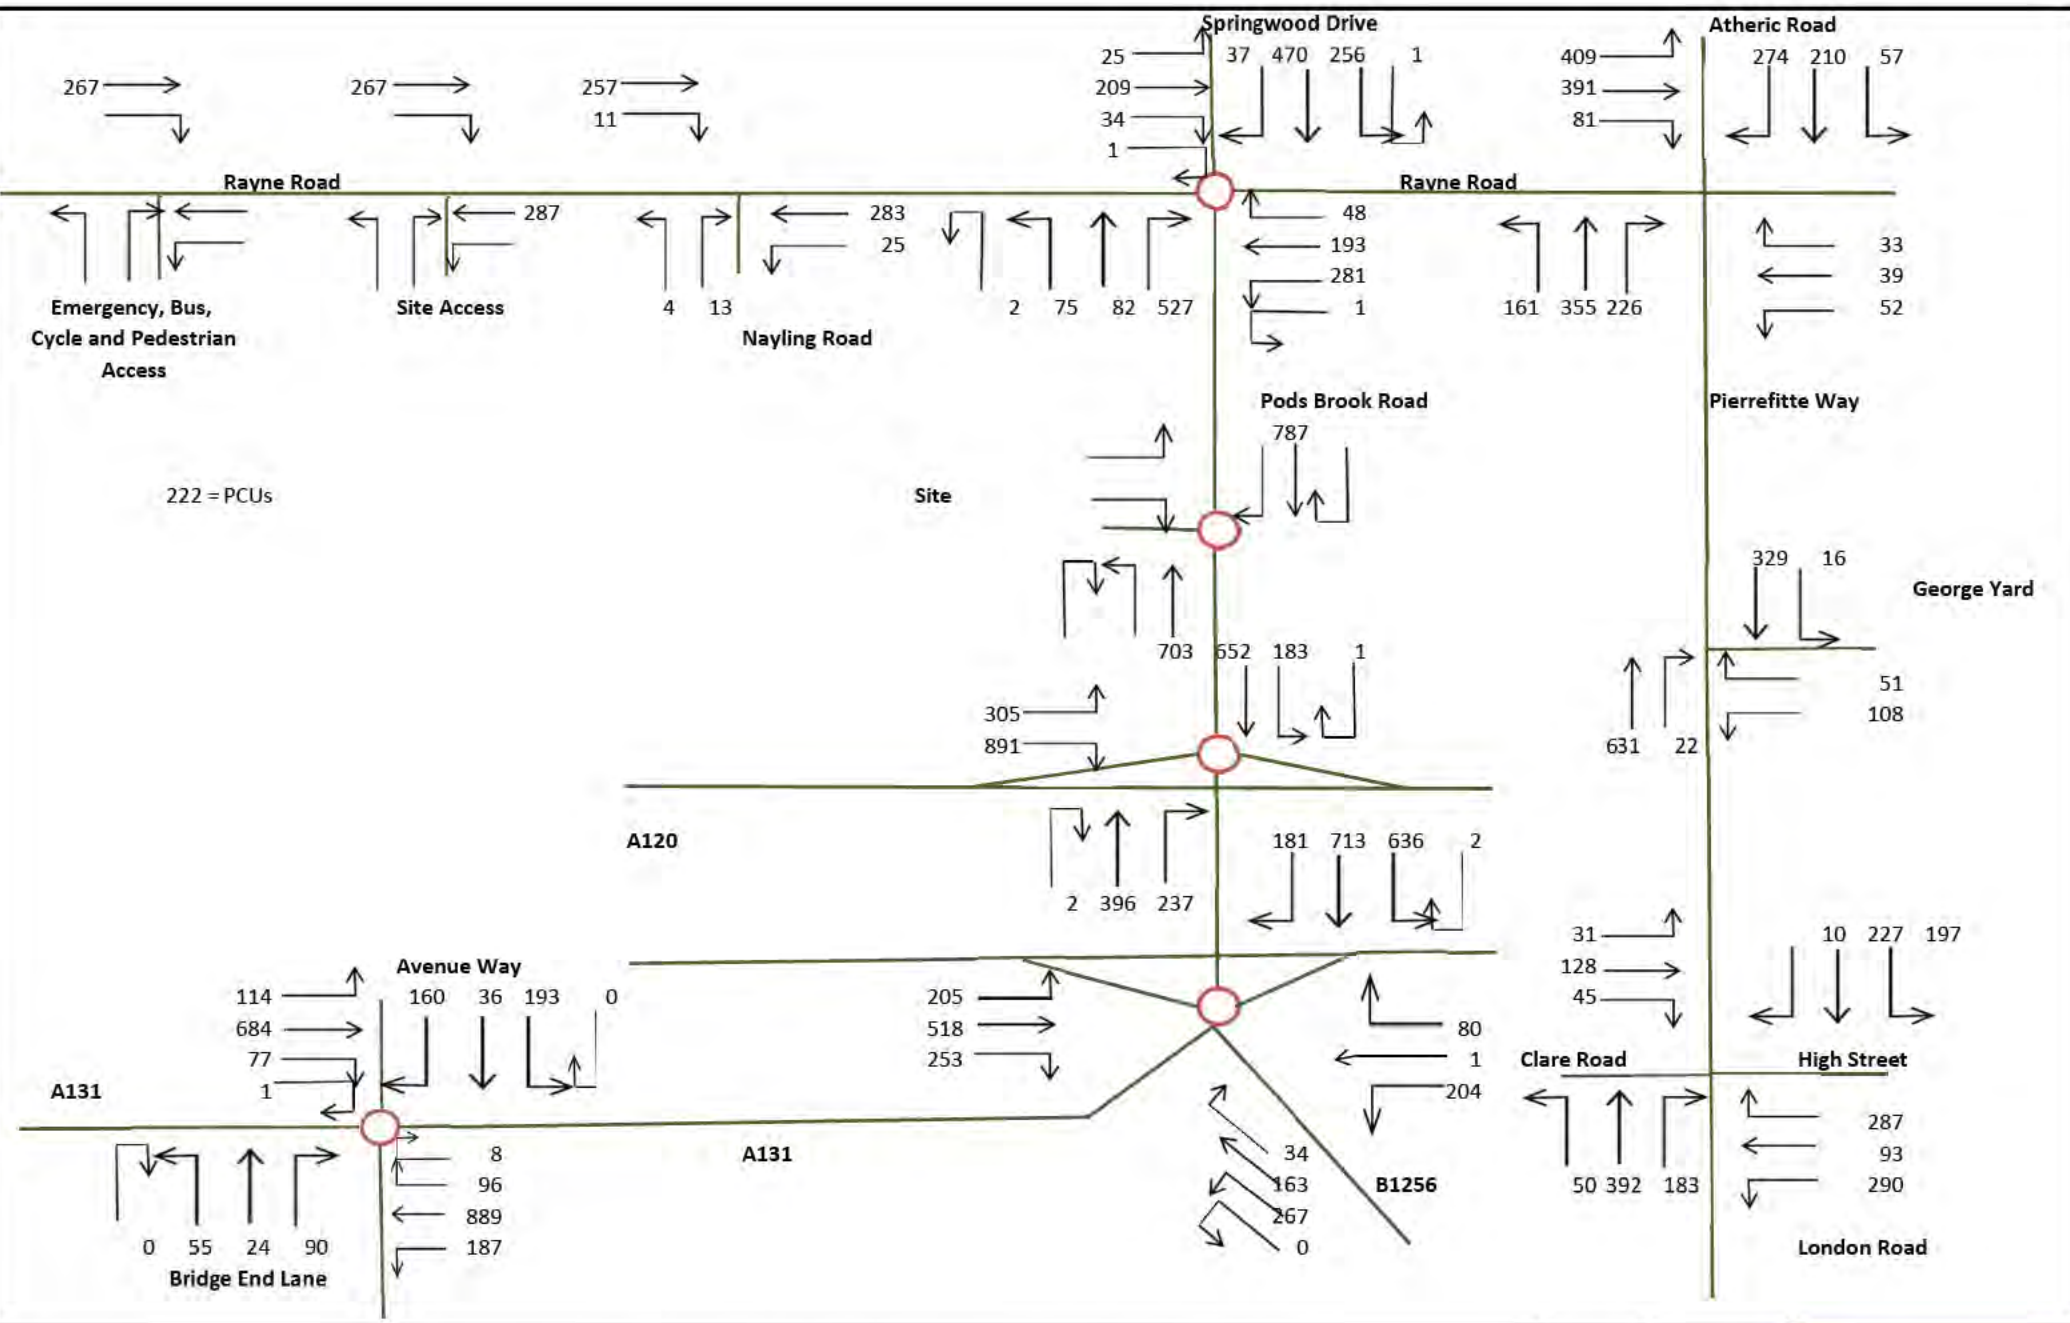 Springwood Drive
Atheric Road
25 37 470 256 1
409 274 210 57
267 267 257
209
391
11
34
81
1
Rayne Road
Rayne Road
287
283
25
48
193
281
1
33
39
52
Emergency, Bus,
Cycle and Pedestrian
Access
Site Access
4 13
2 75 82 527
161 355 226
Nayling Road
Pods Brook Road
Pierrefitte Way
787
222 = PCUs
Site
329 16
George Yard
703 652 183 1
51
108
305
891
631 22
A120
181 713 636 2
2 396 237
31
128
45
10 227 197
Avenue Way
114
684
77
1
160 36 193 0
205
518
253
80
1
204
Clare Road
High Street
A131
287
93
290
A131
8
96
889
187
34
163
267
0
B1256
50 392 183
0 55 24 90
Bridge End Lane
London Road